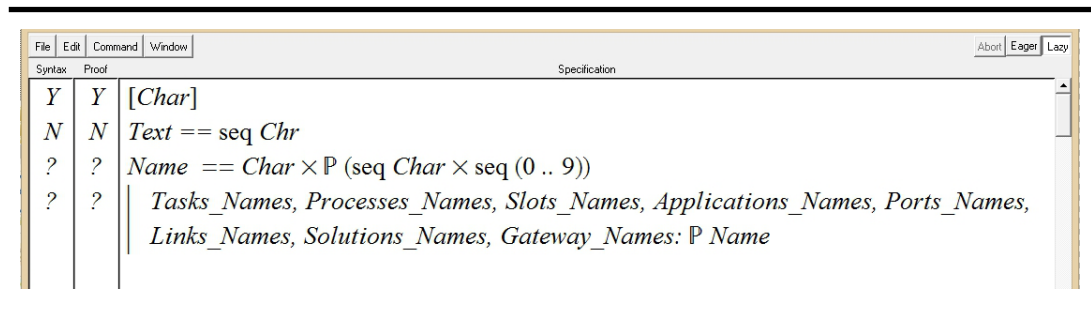 File Edit Command Window Abort Eager Lazy
Syntax Proof Specification
Y Y [Char]
N N Text == seq Chr
? ? Name == Char × ℙ (seq Char × seq (0 .. 9))
? ? Tasks_Names, Processes_Names, Slots_Names, Applications_Names, Ports_Names,
Links_Names, Solutions_Names, Gateway_Names: ℙ Name